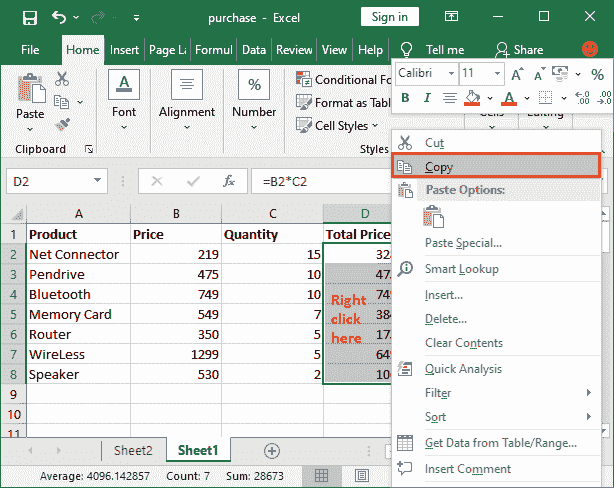 purchase - Excel
Sign in
File Home Insert Page La Formul Data Review View Help Tell me Share
Calibri 11 A A %
B I A .00
Paste
Font
Alignment
Number
Conditional Fo
Format as Table
Cell Styles
Cells
Editing
Clipboard
Styles
D2 fx =B2*C2
A B C D
1 Product Price Quantity Total Price
2 Net Connector 219 15 32
3 Pendrive 475 10 47
4 Bluetooth 749 10 74
5 Memory Card 549 7 384
6 Router 350 5 17
7 WireLess 1299 5 64
8 Speaker 530 2 10
9
10
11
Right
click
here
Cut
Copy
Paste Options:
Paste Special...
Smart Lookup
Insert...
Delete...
Clear Contents
Quick Analysis
Filter
Sort
Get Data from Table/Range...
Insert Comment
Sheet2 Sheet1
Average: 4096.142857 Count: 7 Sum: 28673